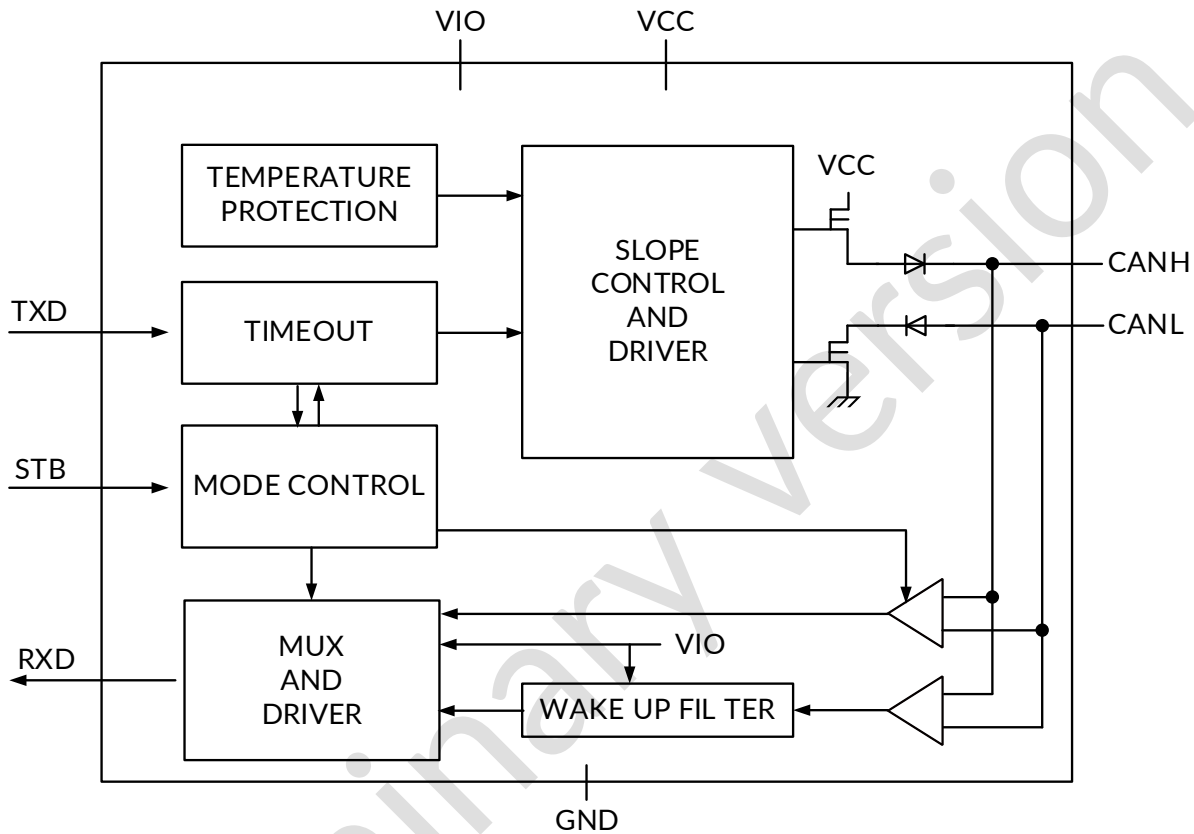 VIO
VCC
TEMPERATURE
PROTECTION
SLOPE
CONTROL
AND
DRIVER
VCC
CANH
TXD
TIMEOUT
CANL
STB
MODE CONTROL
RXD
MUX
AND
DRIVER
VIO
WAKE UP FIL TER
GND
inary version